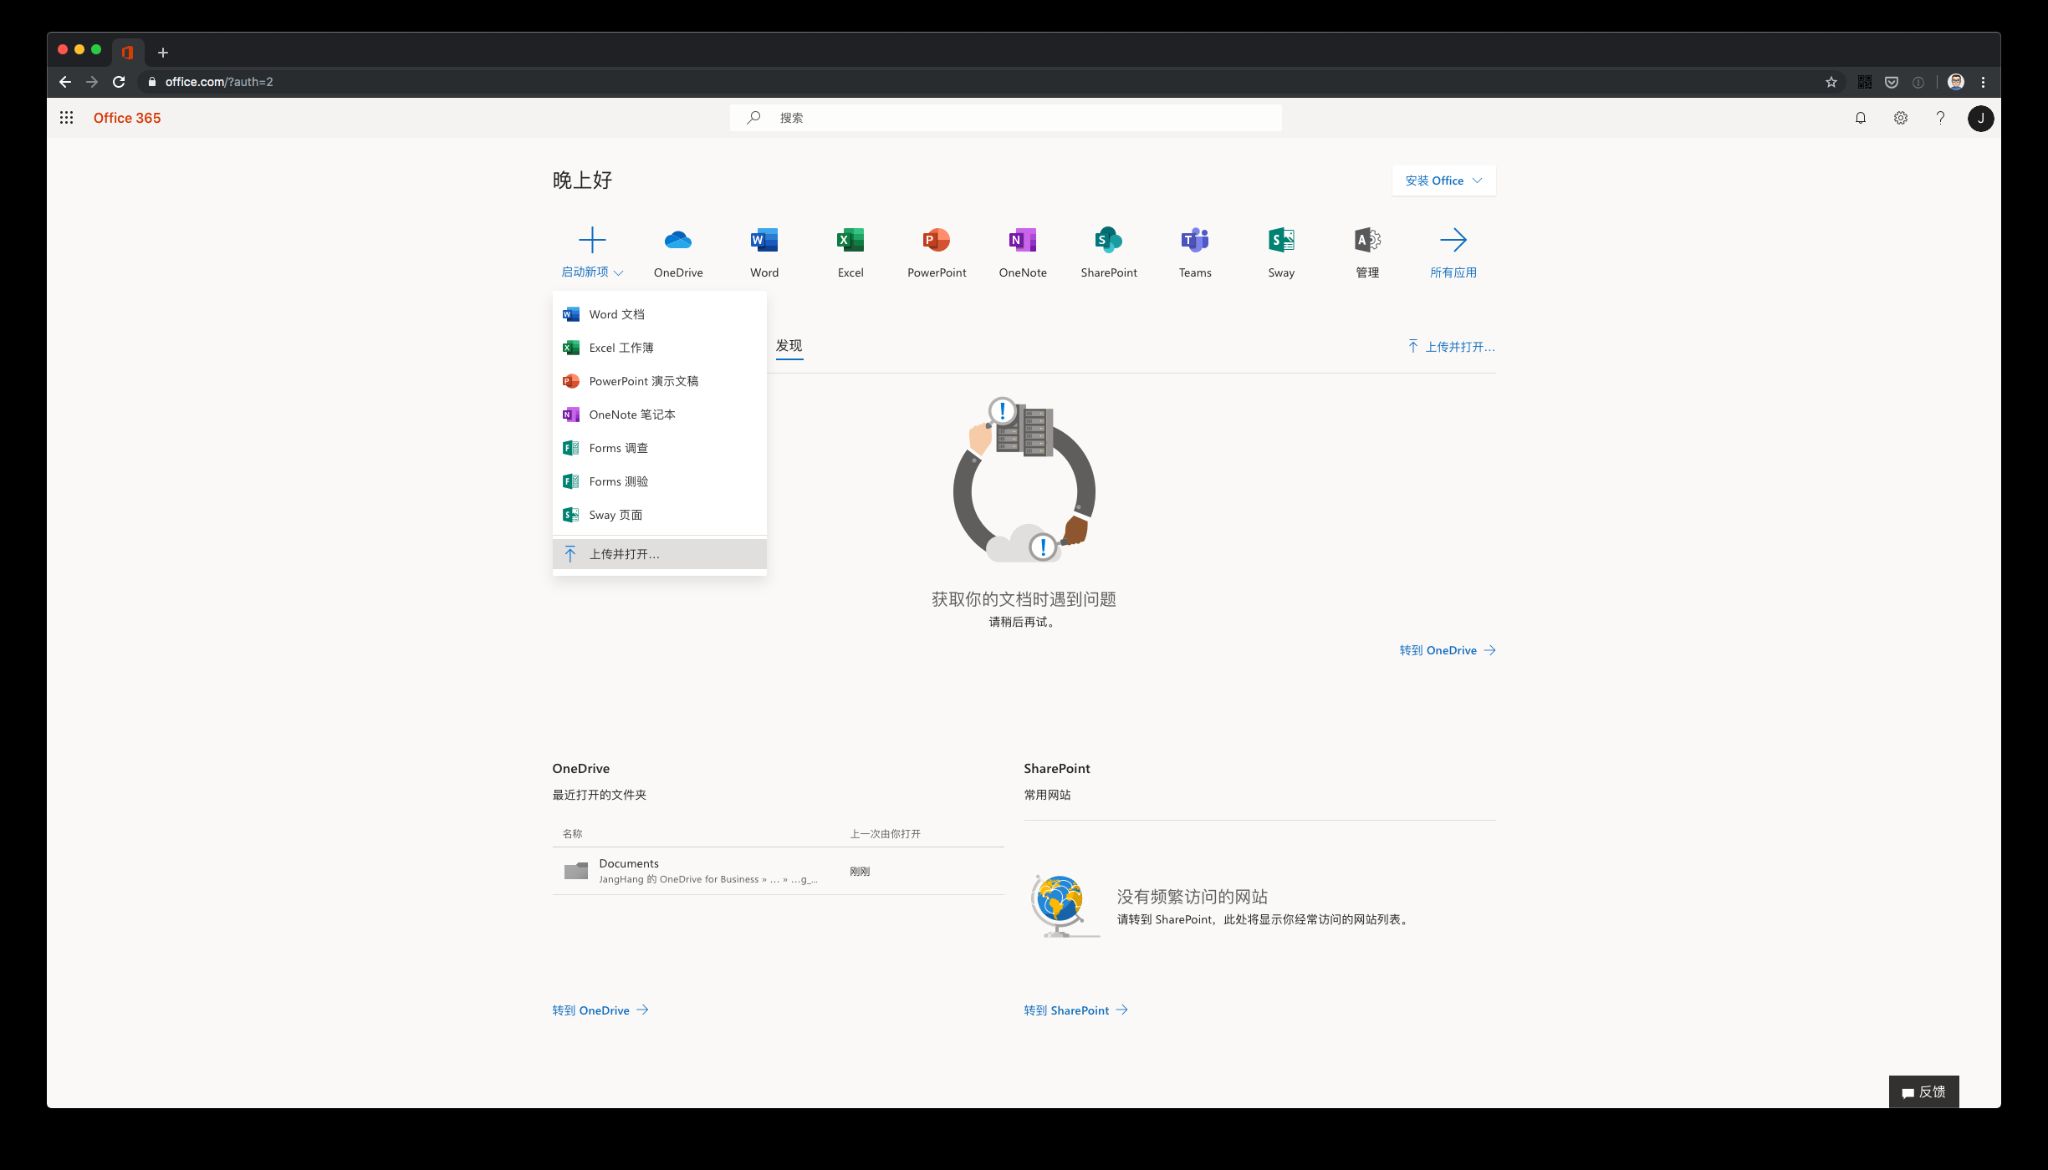 office.com/?auth=2
Office 365
搜索
J
晚上好
安装 Office
启动新项
OneDrive
Word
Excel
PowerPoint
OneNote
SharePoint
Teams
Sway
管理
所有应用
Word 文档
Excel 工作簿
PowerPoint 演示文稿
OneNote 笔记本
Forms 调查
Forms 测验
Sway 页面
上传并打开...
发现
上传并打开...
获取你的文档时遇到问题
请稍后再试。
转到 OneDrive
OneDrive
最近打开的文件夹
名称
上一次由你打开
Documents
JangHang 的 OneDrive for Business » ... » ...g_...
刚刚
转到 OneDrive
SharePoint
常用网站
没有频繁访问的网站
请转到 SharePoint，此处将显示你经常访问的网站列表。
转到 SharePoint
反馈